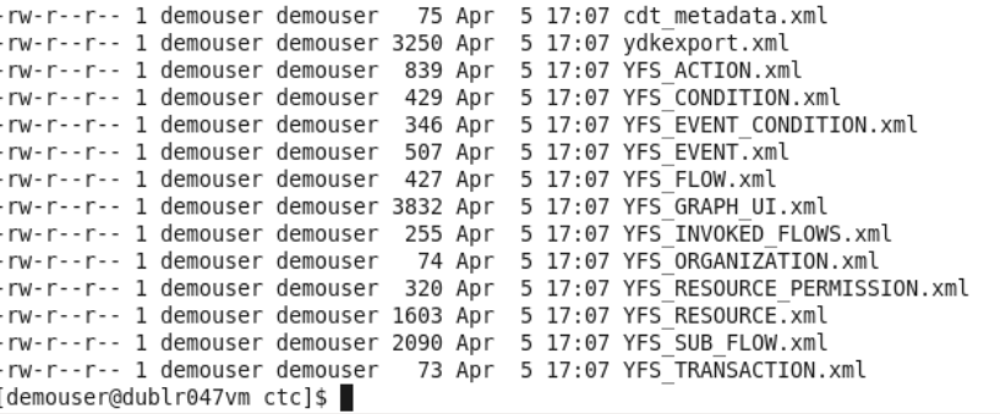 -rw-r--r-- 1 demouser demouser   75 Apr  5 17:07 cdt_metadata.xml
-rw-r--r-- 1 demouser demouser 3250 Apr  5 17:07 ydkexport.xml
-rw-r--r-- 1 demouser demouser  839 Apr  5 17:07 YFS_ACTION.xml
-rw-r--r-- 1 demouser demouser  429 Apr  5 17:07 YFS_CONDITION.xml
-rw-r--r-- 1 demouser demouser  346 Apr  5 17:07 YFS_EVENT_CONDITION.xml
-rw-r--r-- 1 demouser demouser  507 Apr  5 17:07 YFS_EVENT.xml
-rw-r--r-- 1 demouser demouser  427 Apr  5 17:07 YFS_FLOW.xml
-rw-r--r-- 1 demouser demouser 3832 Apr  5 17:07 YFS_GRAPH_UI.xml
-rw-r--r-- 1 demouser demouser  255 Apr  5 17:07 YFS_INVOKED_FLOWS.xml
-rw-r--r-- 1 demouser demouser   74 Apr  5 17:07 YFS_ORGANIZATION.xml
-rw-r--r-- 1 demouser demouser  320 Apr  5 17:07 YFS_RESOURCE_PERMISSION.xml
-rw-r--r-- 1 demouser demouser 1603 Apr  5 17:07 YFS_RESOURCE.xml
-rw-r--r-- 1 demouser demouser 2090 Apr  5 17:07 YFS_SUB_FLOW.xml
-rw-r--r-- 1 demouser demouser   73 Apr  5 17:07 YFS_TRANSACTION.xml
[demouser@dublr047vm ctc]$